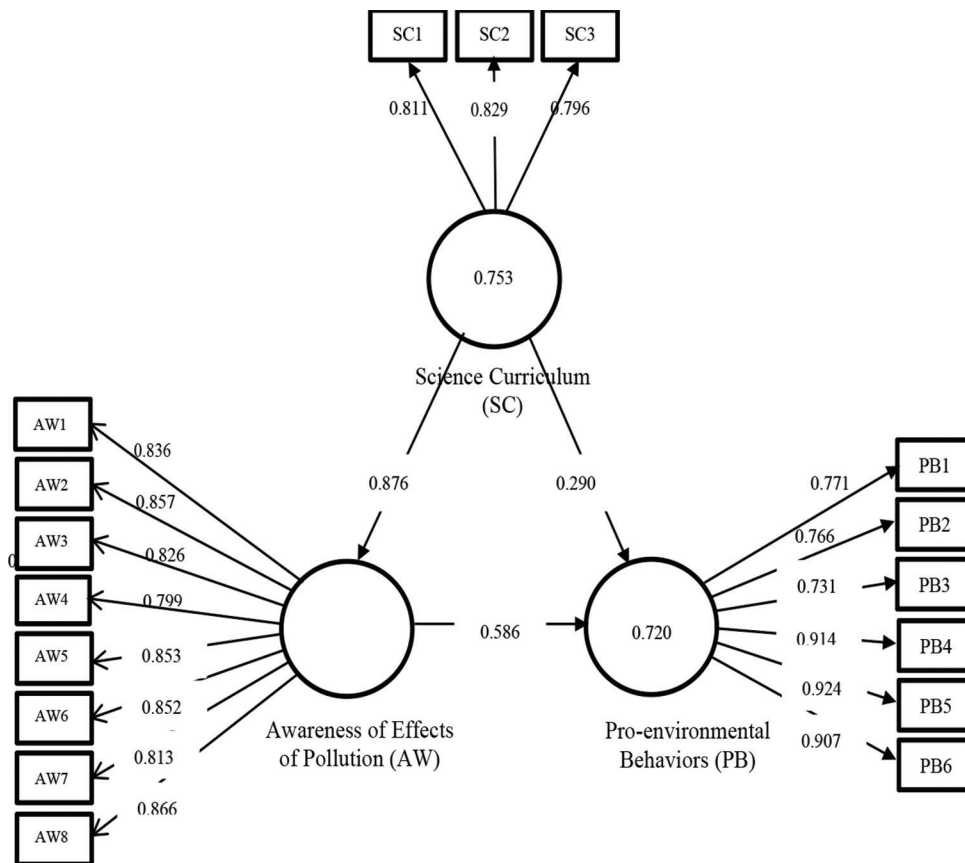 SC1 SC2 SC3
0.811 0.829 0.796
0.753
Science Curriculum
(SC)
AW1
0.836
AW2
0.857
AW3
0.826
0
AW4
0.799
AW5
0.853
AW6
0.852
AW7
0.813
AW8
0.866
0.876
0.290
0.586
0.720
PB1
0.771
PB2
0.766
PB3
0.731
PB4
0.914
PB5
0.924
PB6
0.907
Awareness of Effects
of Pollution (AW)
Pro-environmental
Behaviors (PB)